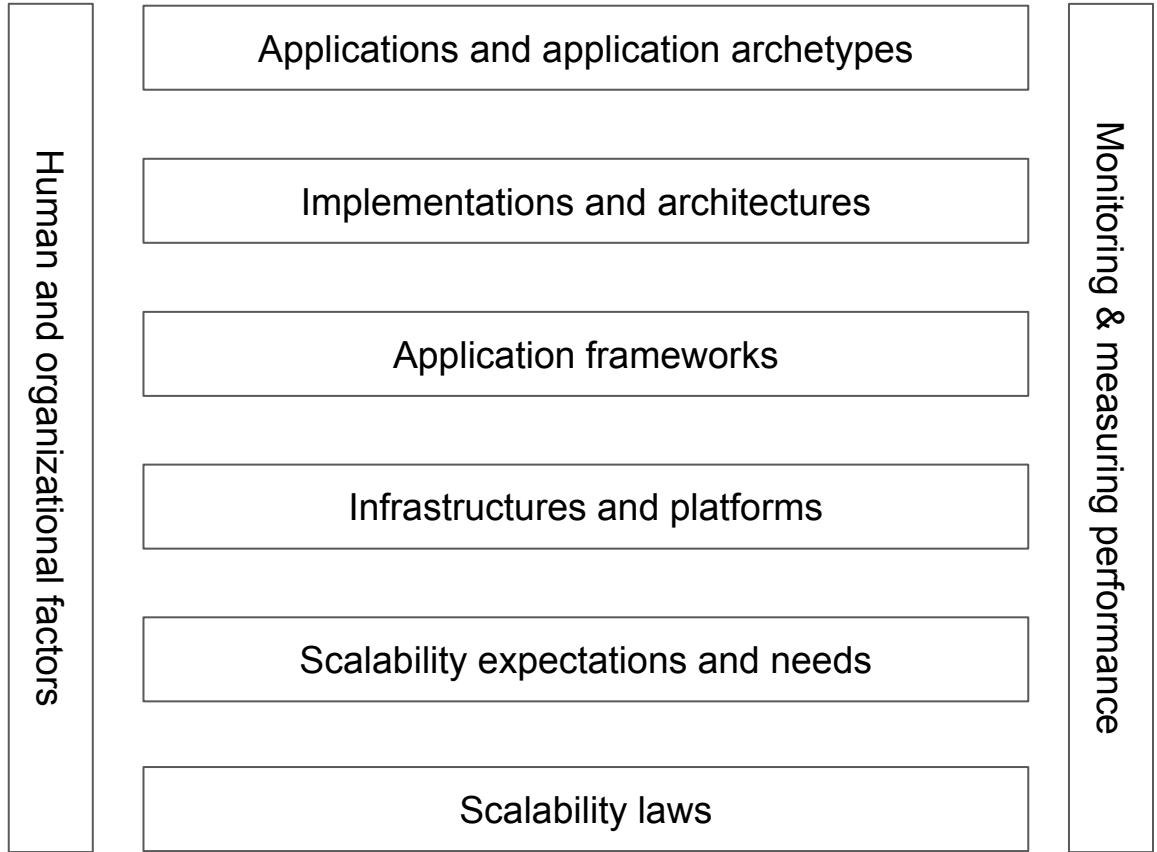 Human and organizational factors
Applications and application archetypes
Implementations and architectures
Application frameworks
Infrastructures and platforms
Scalability expectations and needs
Scalability laws
Monitoring & measuring performance